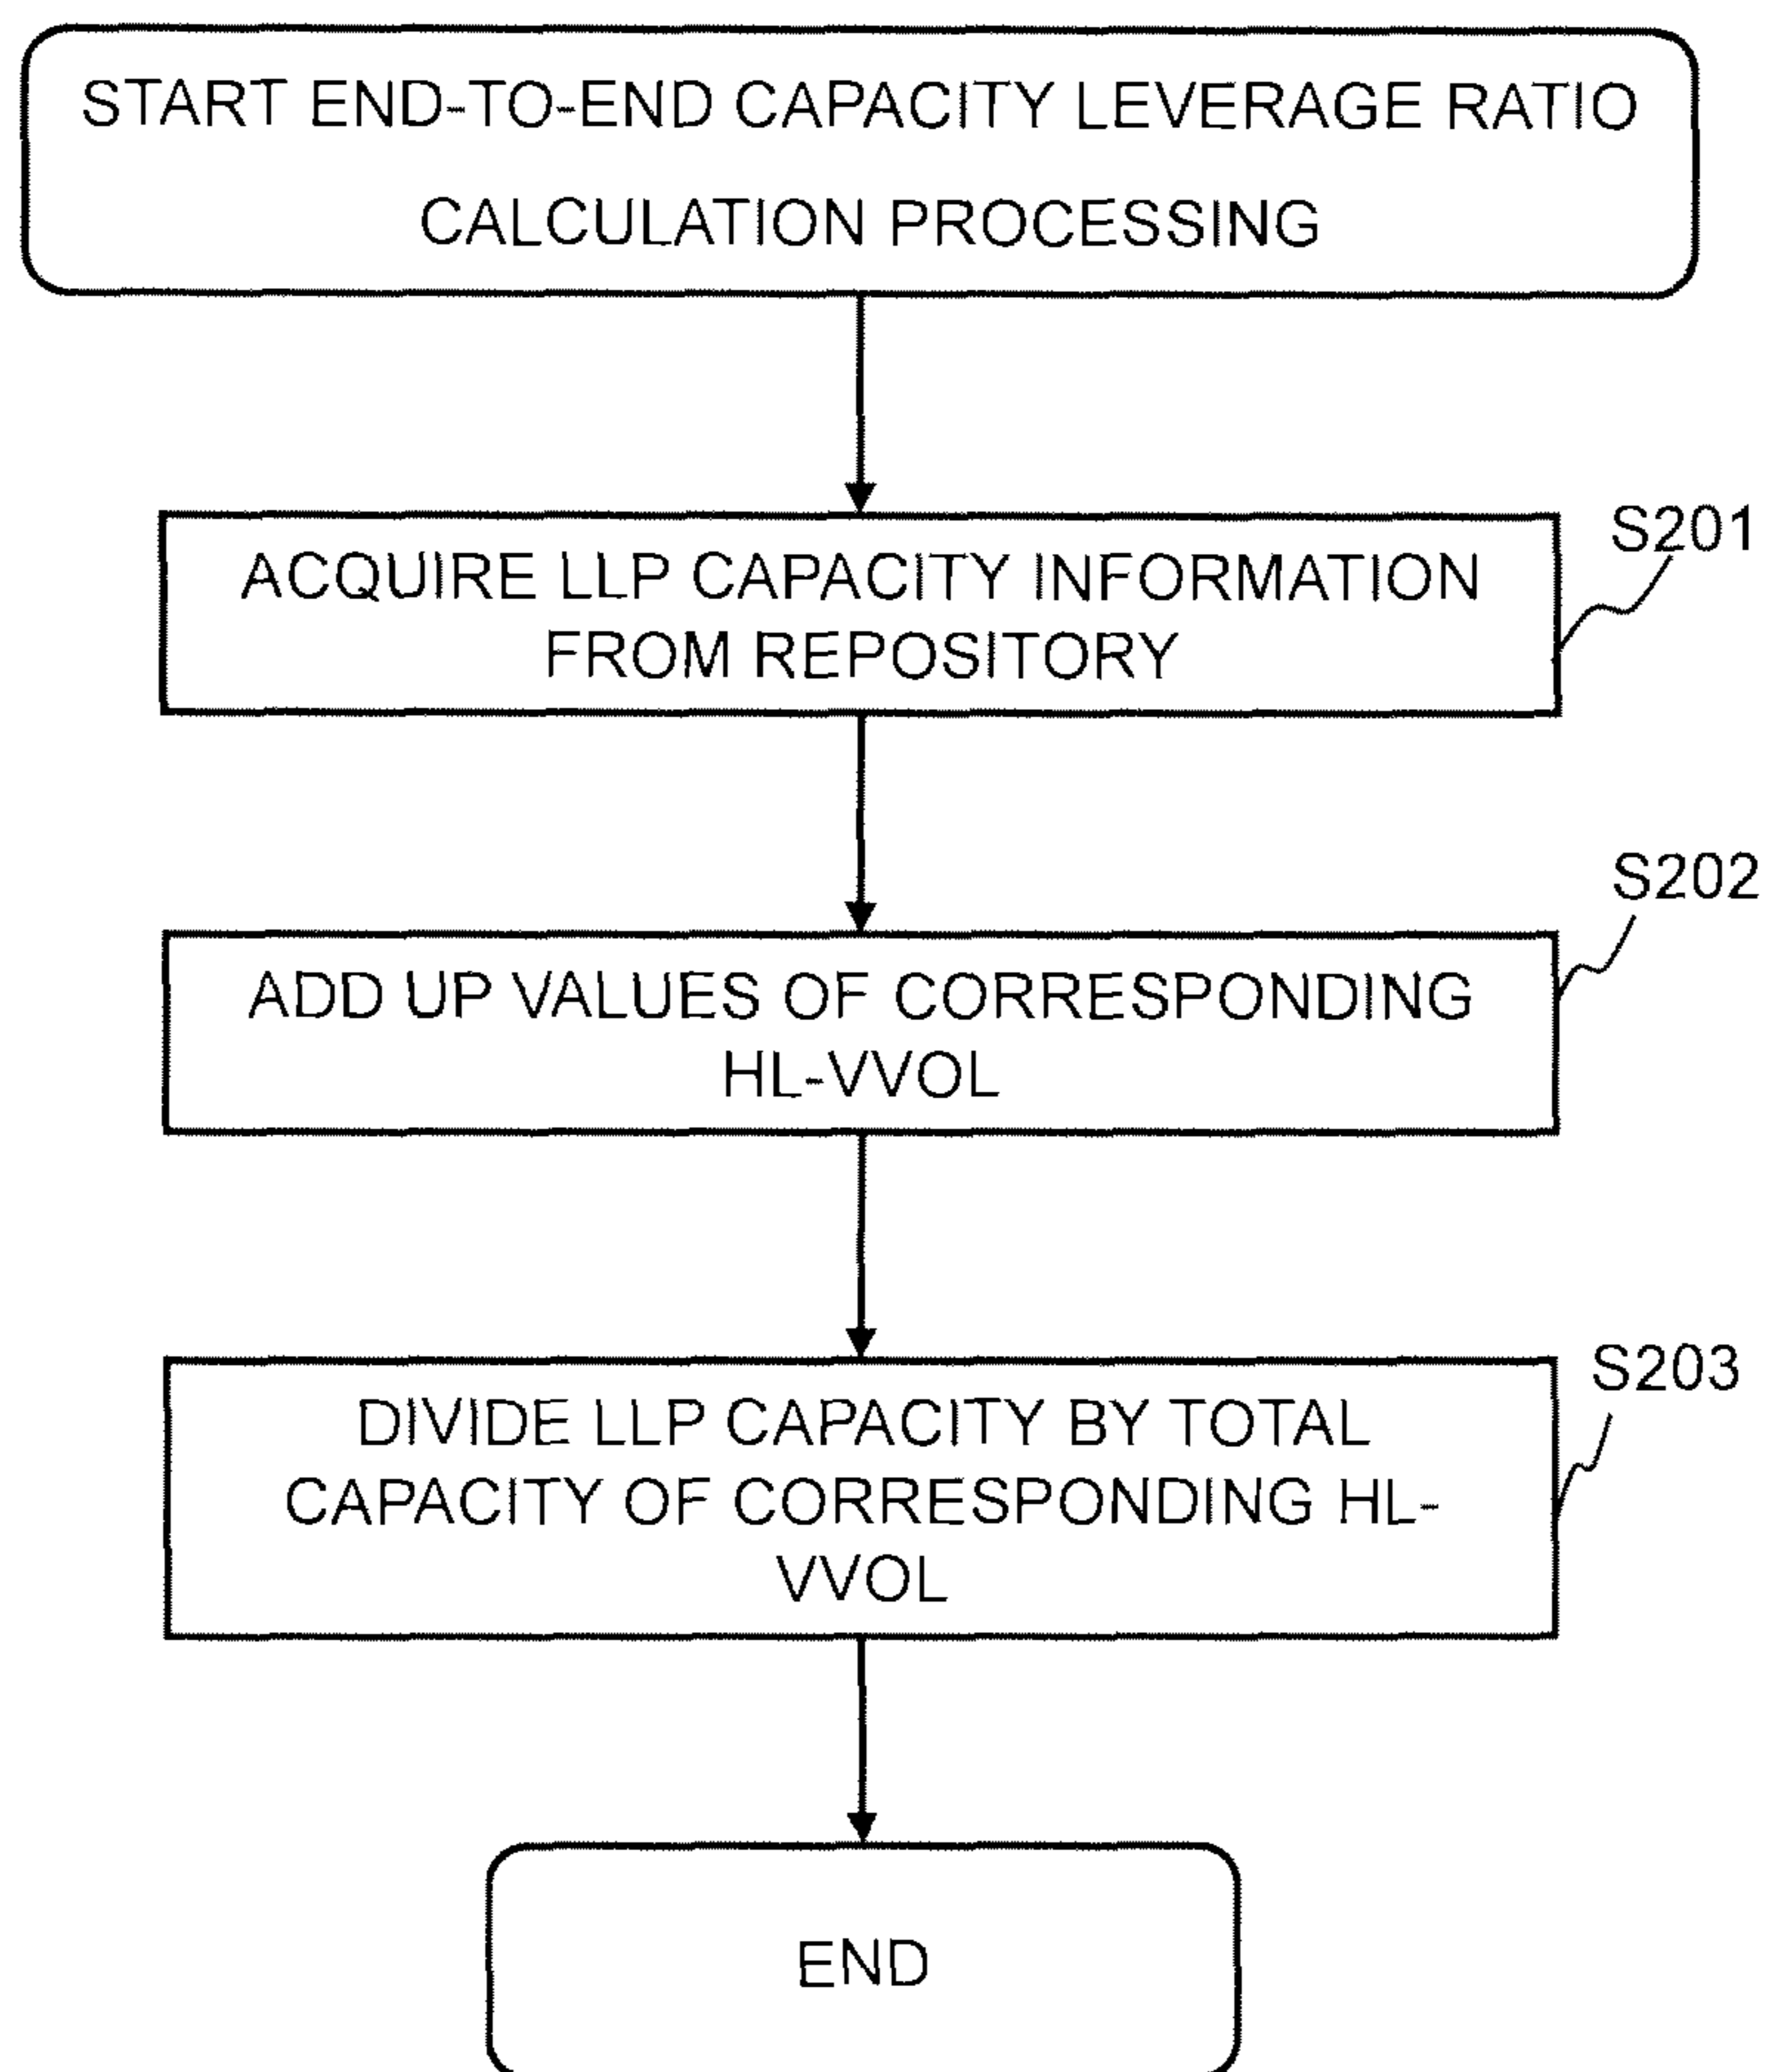 START END-TO-END CAPACITY LEVERAGE RATIO
CALCULATION PROCESSING
S201
ACQUIRE LLP CAPACITY INFORMATION
FROM REPOSITORY
S202
ADD UP VALUES OF CORRESPONDING
HL-VVOL
S203
DIVIDE LLP CAPACITY BY TOTAL
CAPACITY OF CORRESPONDING HL-
VVOL
END